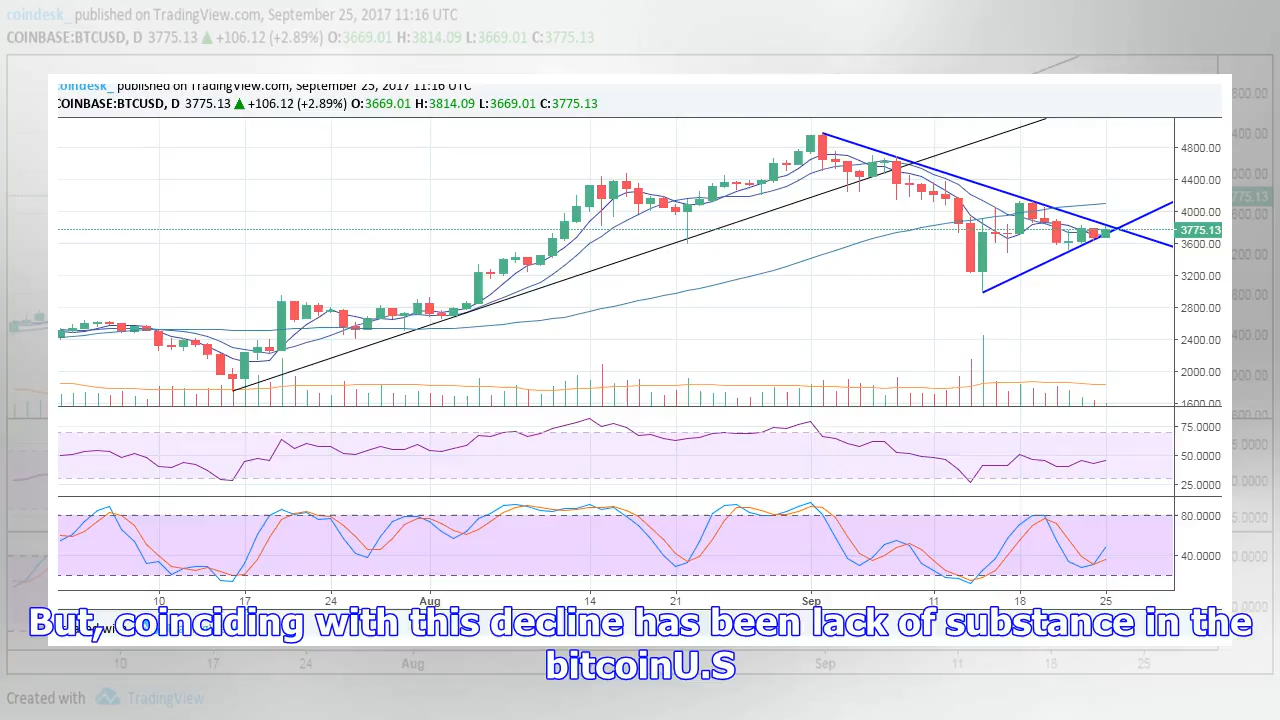 coindesk_ published on TradingView.com, September 25, 2017 11:16 UTC
COINBASE:BTCUSD, D 3775.13 ▲ +106.12 (+2.89%) O:3669.01 H:3814.09 L:3669.01 C:3775.13
published on TradingView.com, September 25, 2017 11:16 UTC
COINBASE:BTCUSD, D 3775.13 ▲ +106.12 (+2.89%) O:3669.01 H:3814.09 L:3669.01 C:3775.13
4800.00
4400.00
4000.00
3775.13
3600.00
3200.00
2800.00
2400.00
2000.00
1600.00
75.0000
50.0000
25.0000
80.0000
40.0000
10 17 24 Aug 14 21 Sep 11 18 25
But, coinciding with this decline has been lack of substance in the
bitcoinU.S
10 17 24 Aug Sep 11 18 25
Created with TradingView